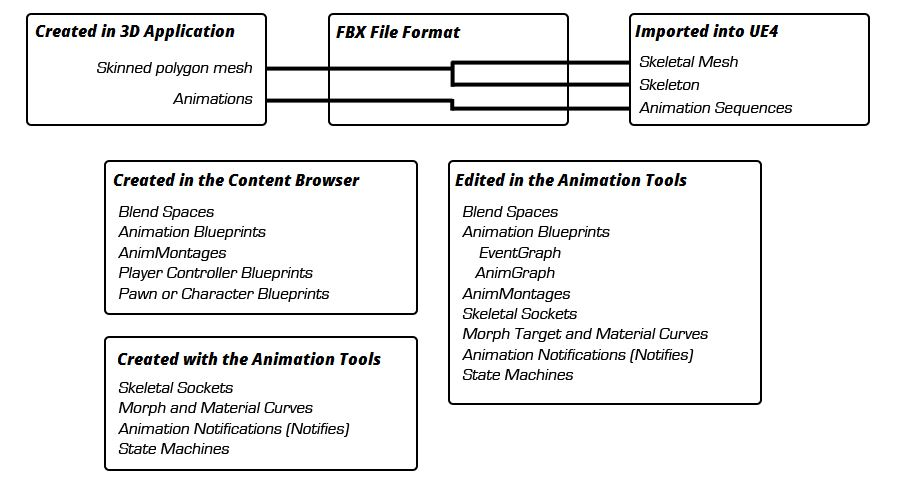 Created in 3D Application
Skinned polygon mesh
Animations
FBX File Format
Imported into UE4
Skeletal Mesh
Skeleton
Animation Sequences
Created in the Content Browser
Blend Spaces
Animation Blueprints
AnimMontages
Player Controller Blueprints
Pawn or Character Blueprints
Created with the Animation Tools
Skeletal Sockets
Morph and Material Curves
Animation Notifications (Notifies)
State Machines
Edited in the Animation Tools
Blend Spaces
Animation Blueprints
EventGraph
AnimGraph
AnimMontages
Skeletal Sockets
Morph Target and Material Curves
Animation Notifications (Notifies)
State Machines